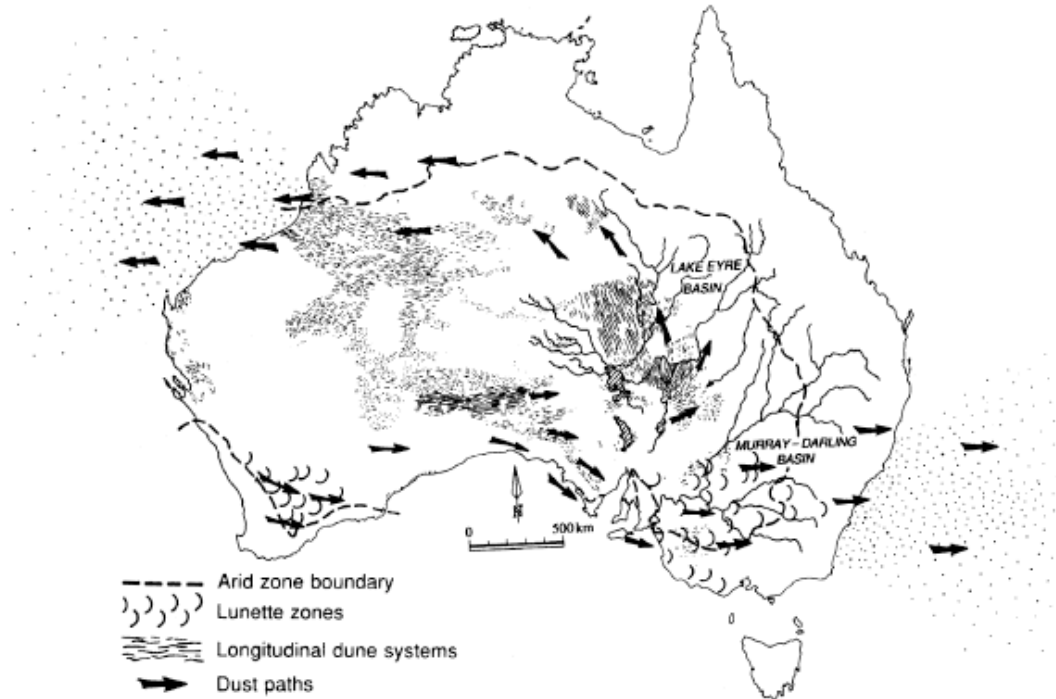 LAKE EYRE
BASIN
MURRAY – DARLING
BASIN
N
0 500 km
Arid zone boundary
Lunette zones
Longitudinal dune systems
Dust paths